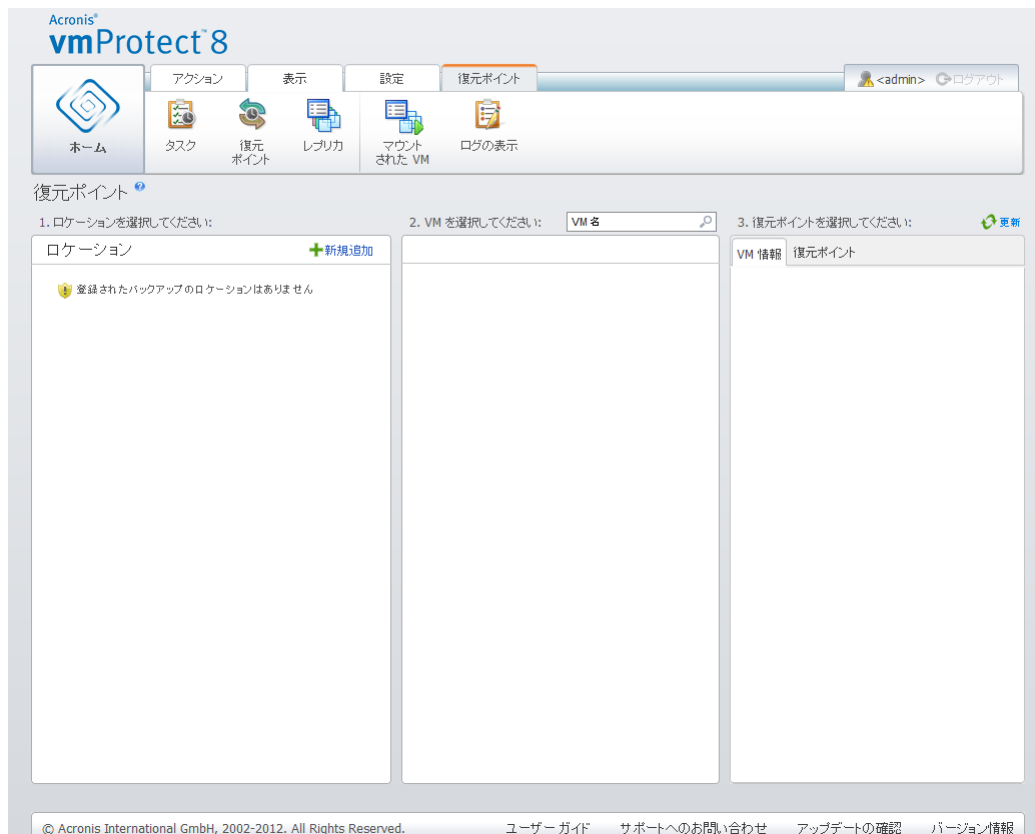 Acronis®
vmProtect™8
アクション 表示 設定 復元ポイント <admin> ログアウト
ホーム
タスク
復元
ポイント
レプリカ
マウント
された VM
ログの表示
復元ポイント ?
1. ロケーションを選択してください:
2. VM を選択してください: VM 名
3. 復元ポイントを選択してください: 更新
ロケーション 新規追加
VM 情報 復元ポイント
登録されたバックアップのロケーションはありません
© Acronis International GmbH, 2002-2012. All Rights Reserved.
ユーザー ガイド サポートへのお問い合わせ アップデートの確認 バージョン情報